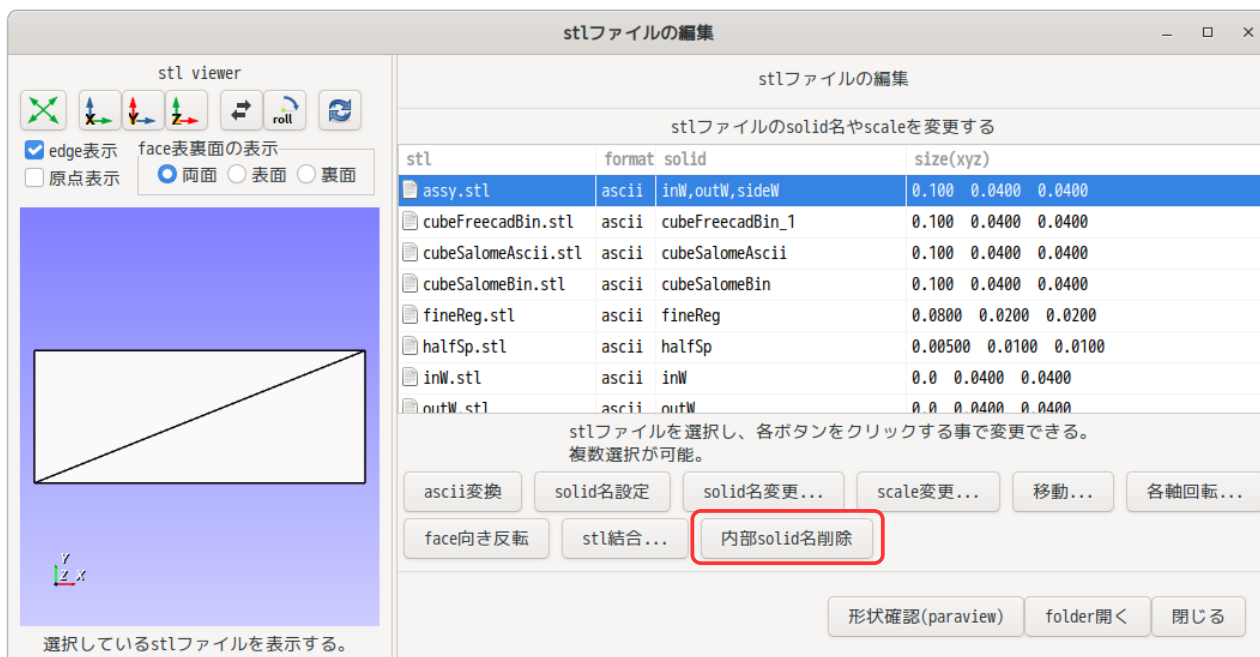 stlファイルの編集
stl viewer
X Y Z roll
edge表示 face表裏面の表示
原点表示 両面 表面 裏面
Y
Z X
選択しているstlファイルを表示する。
stlファイルの編集
stlファイルのsolid名やscaleを変更する
stl format solid size(xyz)
assy.stl ascii inW,outW,sideW 0.100 0.0400 0.0400
cubeFreecadBin.stl ascii cubeFreecadBin_1 0.100 0.0400 0.0400
cubeSalomeAscii.stl ascii cubeSalomeAscii 0.100 0.0400 0.0400
cubeSalomeBin.stl ascii cubeSalomeBin 0.100 0.0400 0.0400
fineReg.stl ascii fineReg 0.0800 0.0200 0.0200
halfSp.stl ascii halfSp 0.00500 0.0100 0.0100
inW.stl ascii inW 0.0 0.0400 0.0400
outW.stl ascii outW 0.0 0.0400 0.0400
stlファイルを選択し、各ボタンをクリックする事で変更できる。
複数選択が可能。
ascii変換 solid名設定 solid名変更... scale変更... 移動... 各軸回転...
face向き反転 stl結合... 内部solid名削除
形状確認(paraview) folder開く 閉じる